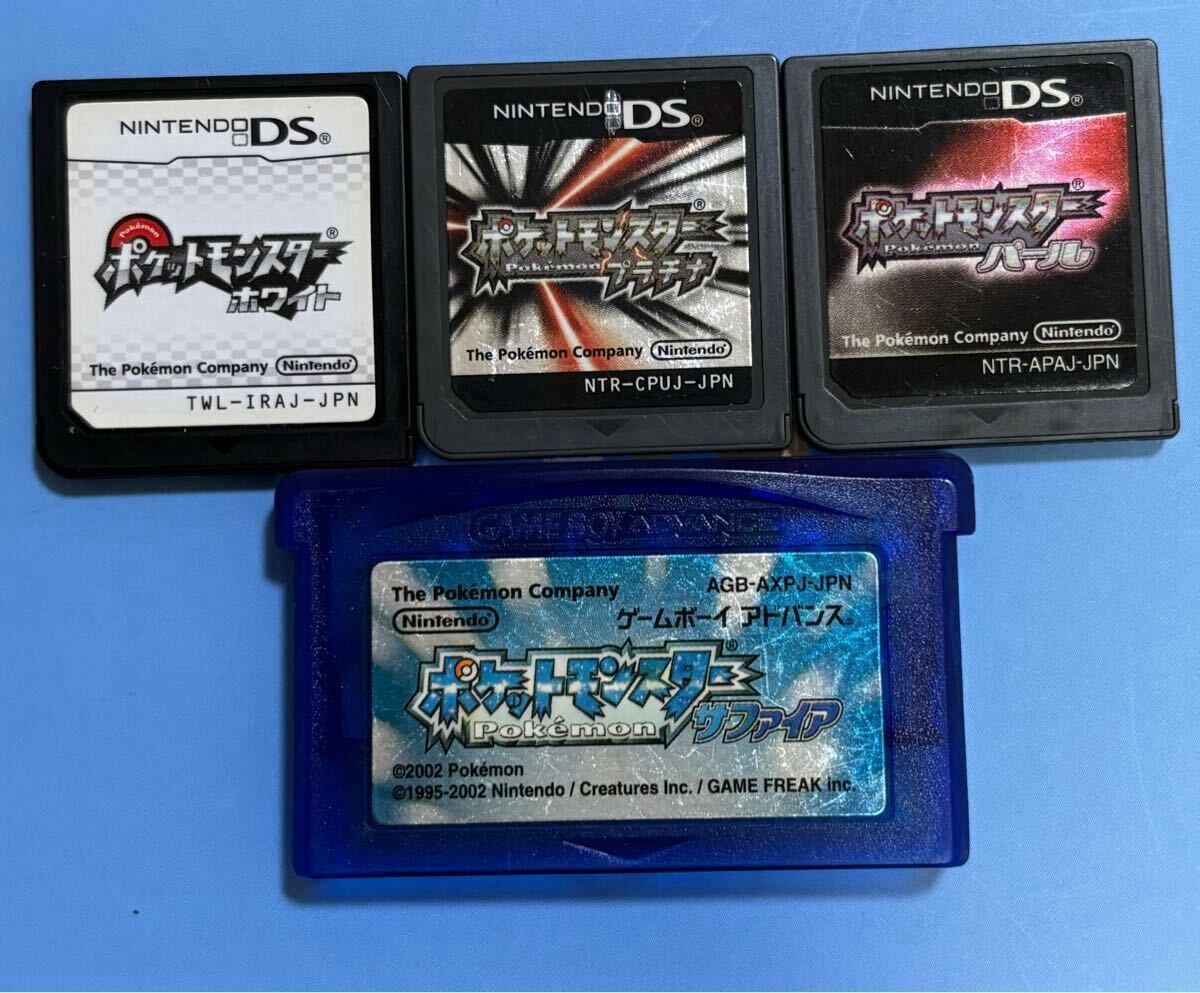 NINTENDO DS®
Pokémon
ポケットモンスター®
ホワイト
The Pokémon Company Nintendo®
TWL-IRAJ-JPN
NINTENDO DS®
ポケットモンスター®
Pokémon プラチナ
The Pokémon Company Nintendo®
NTR-CPUJ-JPN
NINTENDO DS®
ポケットモンスター®
Pokémon パール
The Pokémon Company Nintendo®
NTR-APAJ-JPN
GAME BOY ADVANCE
The Pokémon Company AGB-AXPJ-JPN
Nintendo® ゲームボーイ アドバンス®
ポケットモンスター®
Pokémon サファイア
©2002 Pokémon
©1995-2002 Nintendo / Creatures Inc. / GAME FREAK inc.